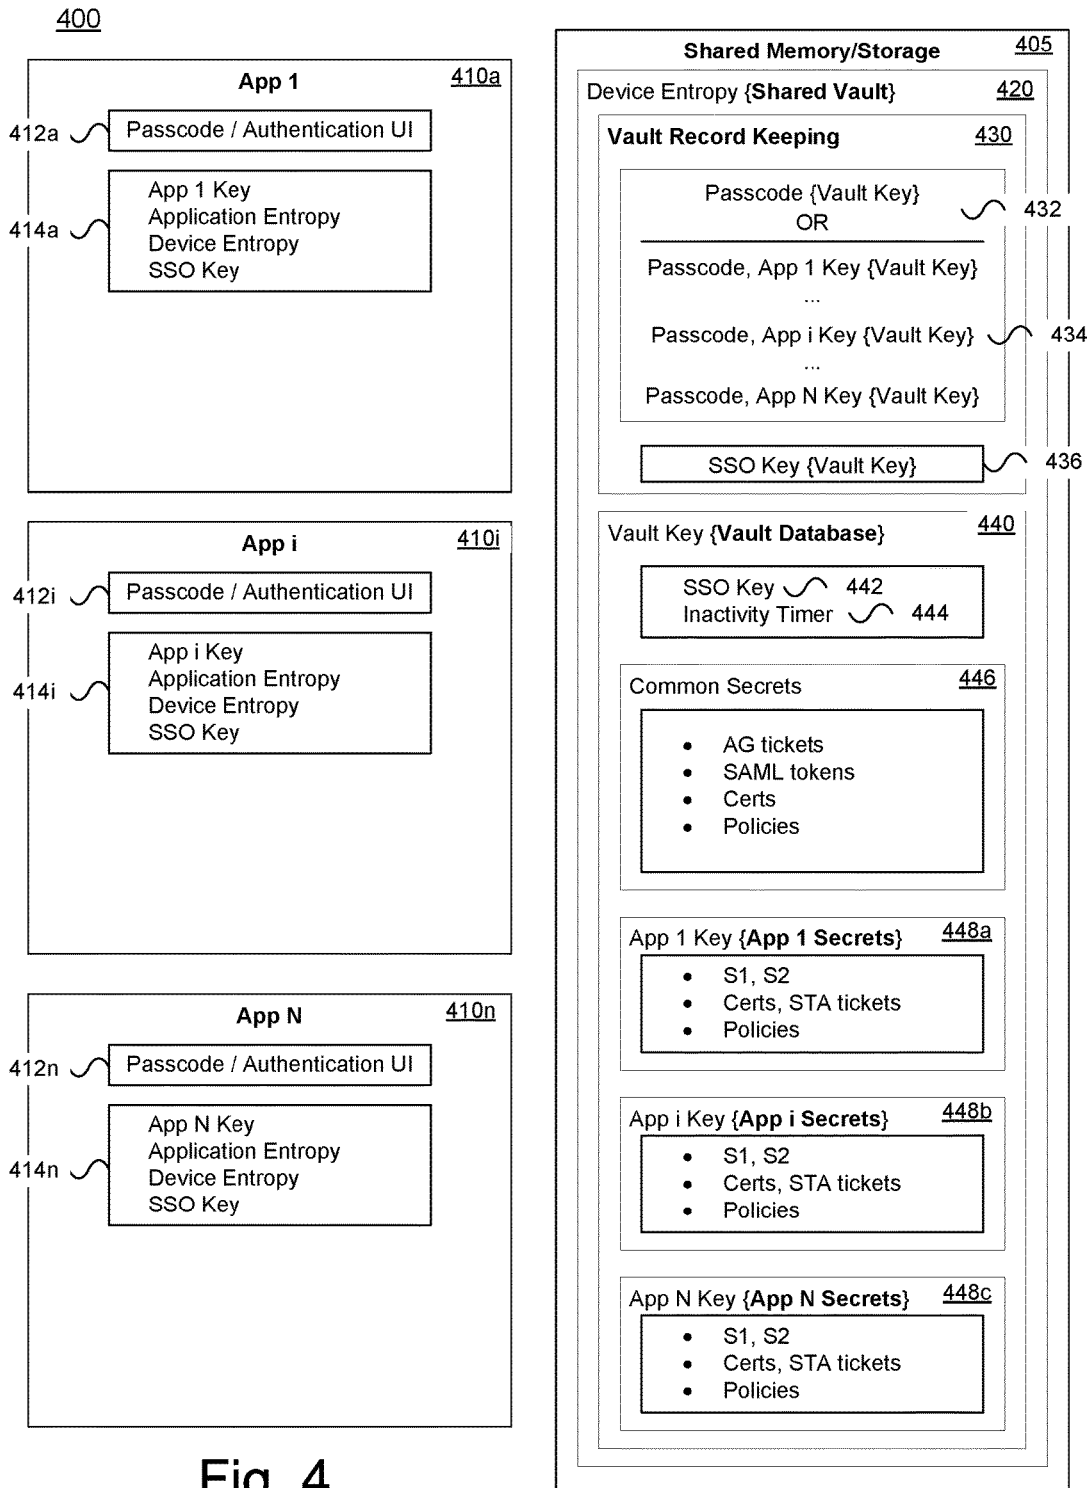 400
App 1
410a
412a
Passcode / Authentication UI
414a
App 1 Key
Application Entropy
Device Entropy
SSO Key
App i
410i
412i
Passcode / Authentication UI
414i
App i Key
Application Entropy
Device Entropy
SSO Key
App N
410n
412n
Passcode / Authentication UI
414n
App N Key
Application Entropy
Device Entropy
SSO Key
Fig. 4
Shared Memory/Storage
405
Device Entropy {Shared Vault}
420
Vault Record Keeping
430
Passcode {Vault Key}
432
OR
Passcode, App 1 Key {Vault Key}
...
Passcode, App i Key {Vault Key}
434
...
Passcode, App N Key {Vault Key}
SSO Key {Vault Key}
436
Vault Key {Vault Database}
440
SSO Key
442
Inactivity Timer
444
Common Secrets
446
• AG tickets
• SAML tokens
• Certs
• Policies
App 1 Key {App 1 Secrets}
448a
• S1, S2
• Certs, STA tickets
• Policies
App i Key {App i Secrets}
448b
• S1, S2
• Certs, STA tickets
• Policies
App N Key {App N Secrets}
448c
• S1, S2
• Certs, STA tickets
• Policies